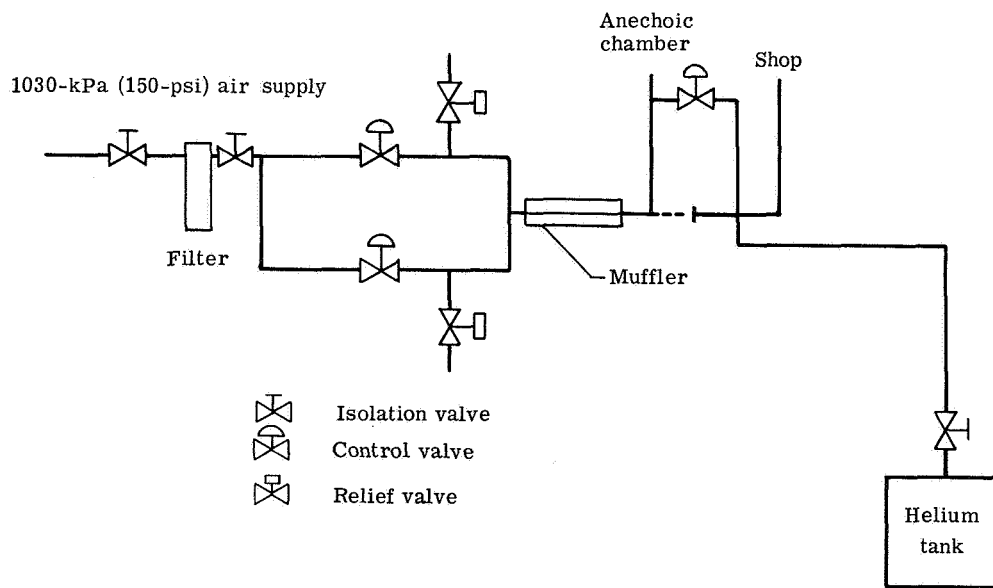 Anechoic
chamber
Shop
1030-kPa (150-psi) air supply
Filter
Muffler
Isolation valve
Control valve
Relief valve
Helium
tank